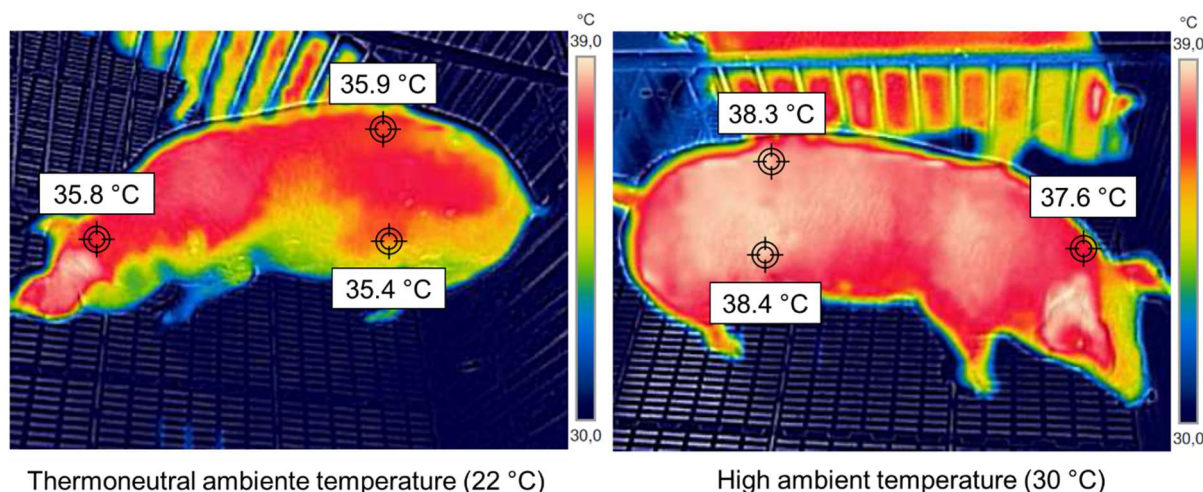 °C
39,0
35.9 °C
35.8 °C
35.4 °C
30,0
Thermoneutral ambiente temperature (22 °C)
°C
39,0
38.3 °C
37.6 °C
38.4 °C
30,0
High ambient temperature (30 °C)